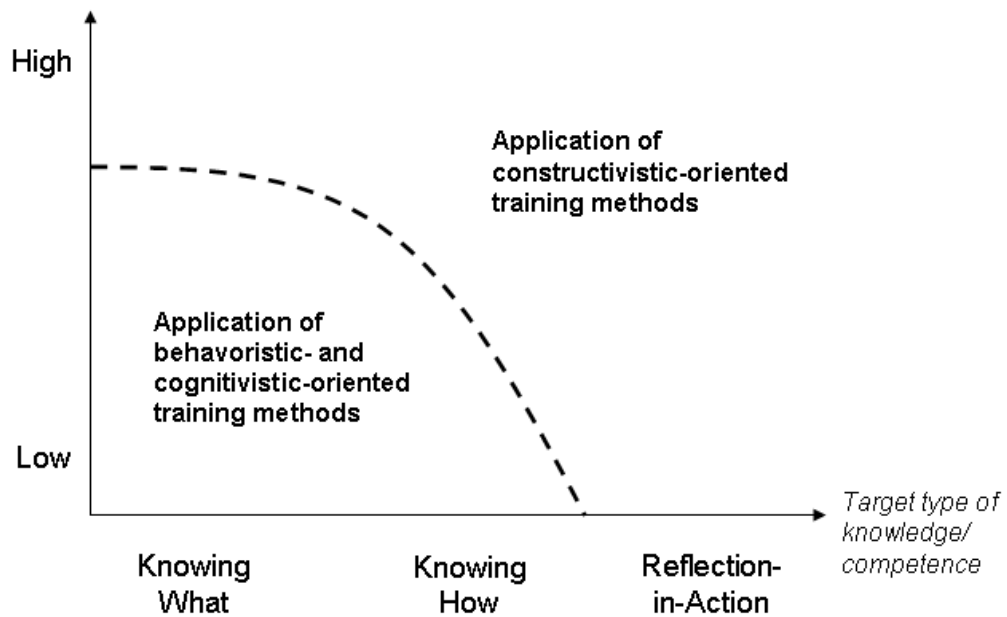 High
Application of
constructivistic-oriented
training methods
Application of
behavoristic- and
cognitivistic-oriented
training methods
Low
Target type of
knowledge/
competence
Knowing
What
Knowing
How
Reflection-
in-Action